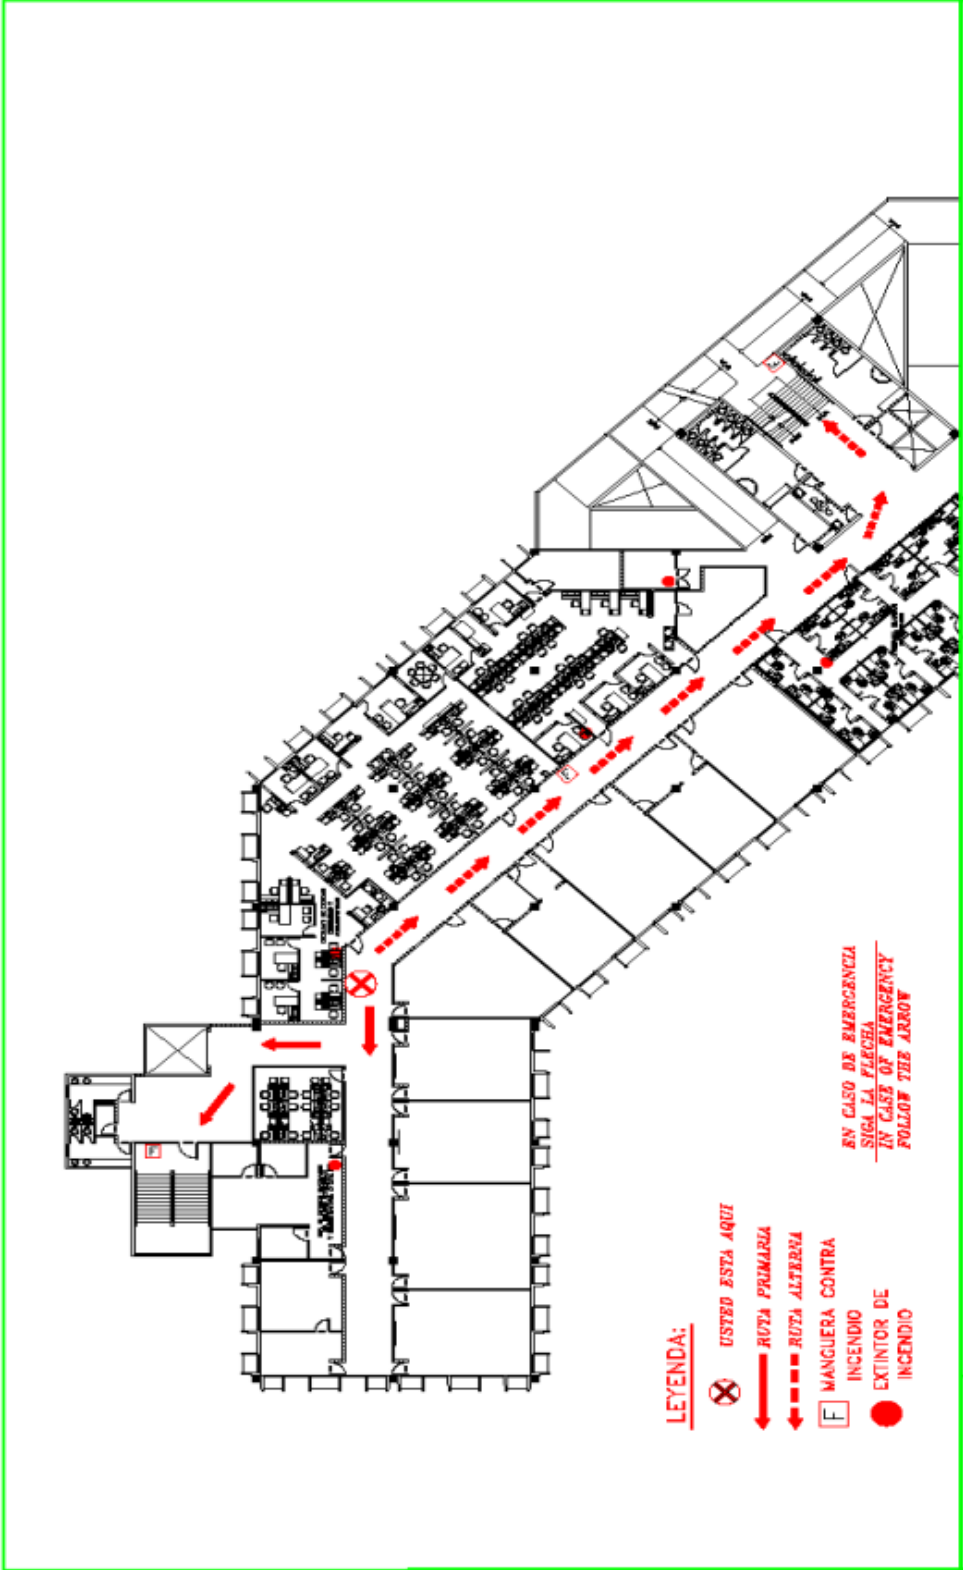 EN CASO DE EMERGENCIA
SIGA LA FLECHA
IN CASE OF EMERGENCY
FOLLOW THE ARROW
LEYENDA:
USTED ESTA AQUI
RUTA PRIMARIA
RUTA ALTERNA
F MANGUERA CONTRA
INCENDIO
EXTINTOR DE
INCENDIO
F
F
F